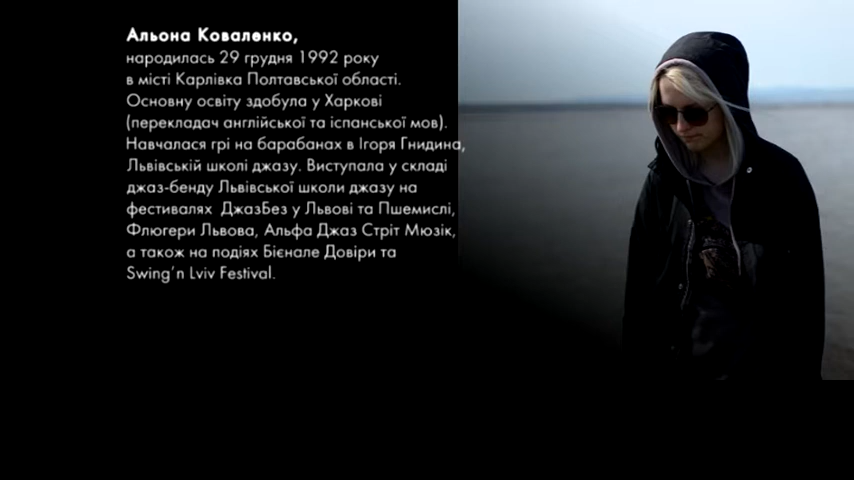 Альона Коваленко,
народилась 29 грудня 1992 року
в місті Карлівка Полтавської області.
Основну освіту здобула у Харкові
(перекладач англійської та іспанської мов).
Навчалася грі на барабанах в Ігоря Гнидина,
Львівській школі джазу. Виступала у складі
джаз-бенду Львівської школи джазу на
фестивалях ДжазБез у Львові та Пшемислі,
Флюгери Львова, Альфа Джаз Стріт Мюзік,
а також на подіях Бієнале Довіри та
Swing'n Lviv Festival.